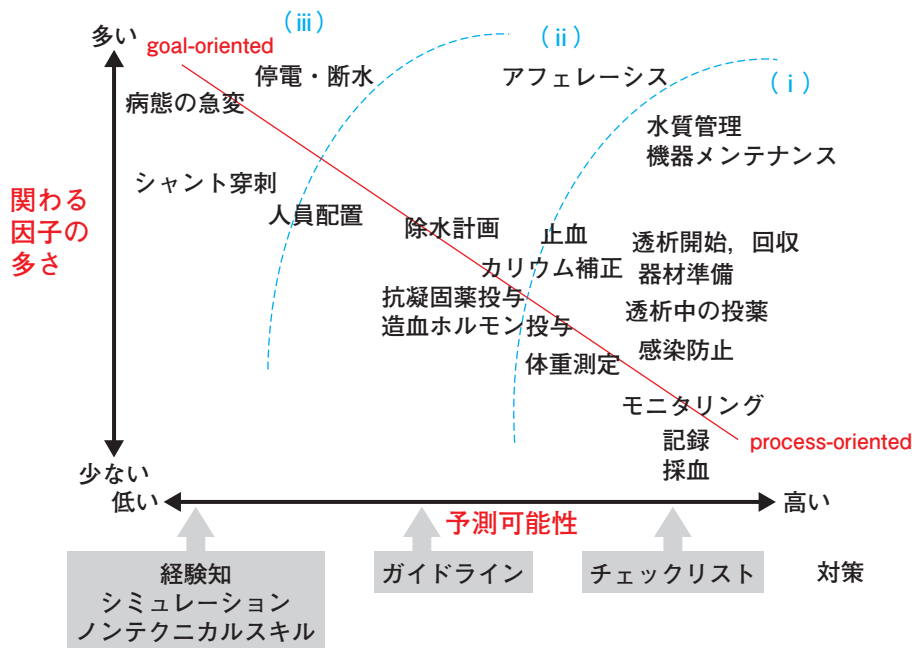 多い
goal-oriented
(ⅲ)
(ⅱ)
(ⅰ)
停電・断水
アフェレーシス
病態の急変
水質管理
機器メンテナンス
シャント穿刺
関わる
因子の
多さ
人員配置
除水計画
止血
透析開始，回収
器材準備
カリウム補正
抗凝固薬投与
造血ホルモン投与
透析中の投薬
体重測定
感染防止
モニタリング
記録
採血
process-oriented
少ない
低い
予測可能性
高い
経験知
シミュレーション
ノンテクニカルスキル
ガイドライン
チェックリスト
対策